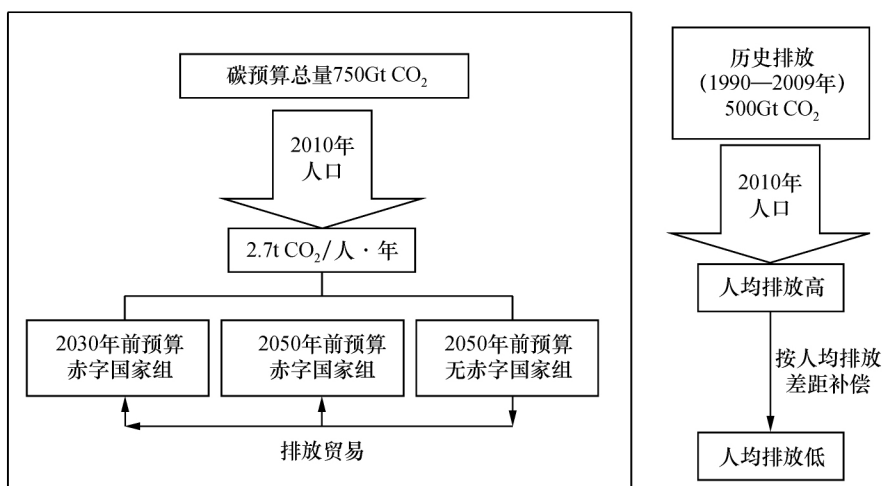 碳预算总量750Gt CO₂
2010年
人口
2.7t CO₂/人·年
2030年前预算
赤字国家组
2050年前预算
赤字国家组
2050年前预算
无赤字国家组
排放贸易
历史排放
(1990—2009年)
500Gt CO₂
2010年
人口
人均排放高
按人均排放
差距补偿
人均排放低